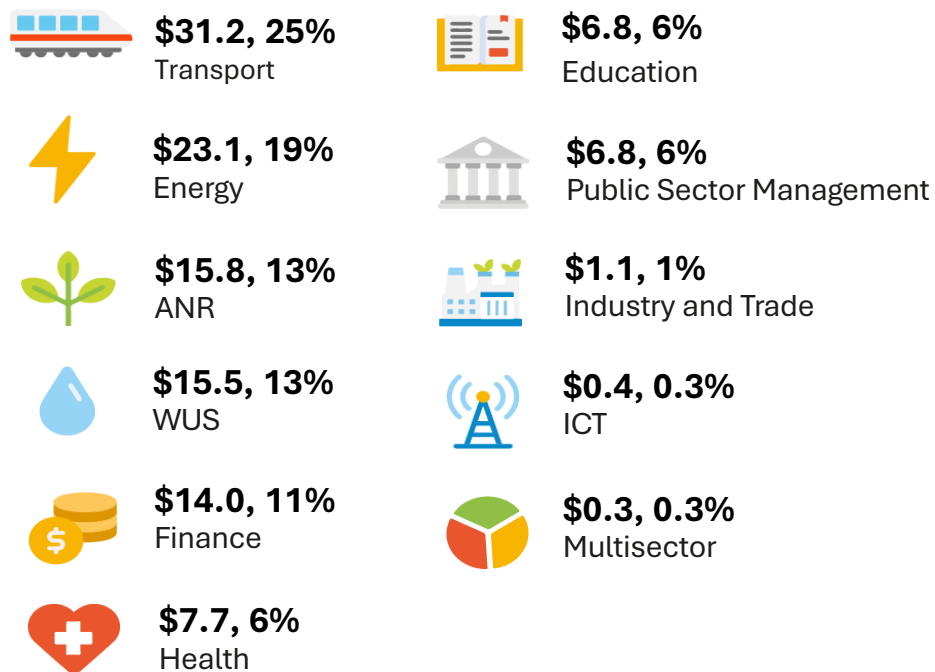 $31.2, 25%
Transport
$23.1, 19%
Energy
$15.8, 13%
ANR
$15.5, 13%
WUS
$14.0, 11%
Finance
$
$7.7, 6%
Health
$6.8, 6%
Education
$6.8, 6%
Public Sector Management
$1.1, 1%
Industry and Trade
$0.4, 0.3%
ICT
$0.3, 0.3%
Multisector